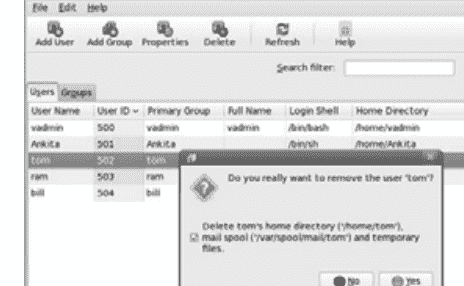 File Edit Help
Add User Add Group Properties Delete Refresh Help
Search filter:
Users Groups
User Name User ID Primary Group Full Name Login Shell Home Directory
vadmin 500 vadmin vadmin /bin/bash /home/vadmin
Ankita 501 Ankita /bin/sh /home/Ankita
tom 502 tom
ram 503 ram
bill 504 bill
Do you really want to remove the user 'tom'?
Delete tom's home directory ('/home/tom'),
mail spool ('/var/spool/mail/tom') and temporary
files.
No Yes